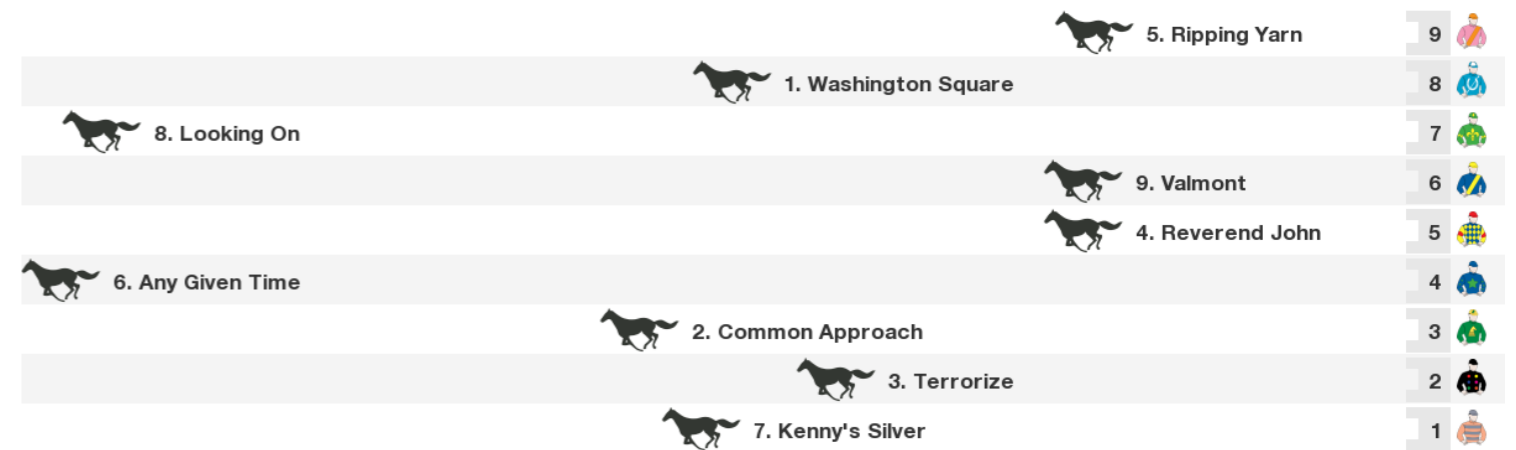 5. Ripping Yarn 9
1. Washington Square 8
8. Looking On 7
9. Valmont 6
4. Reverend John 5
6. Any Given Time 4
2. Common Approach 3
3. Terrorize 2
7. Kenny's Silver 1